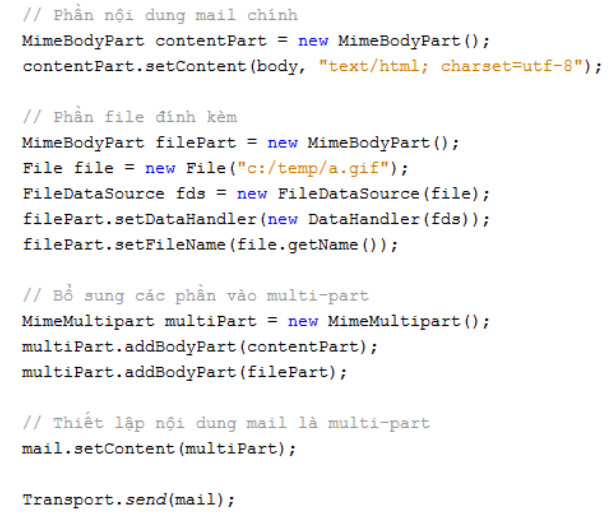 // Phần nội dung mail chính
MimeBodyPart contentPart = new MimeBodyPart();
contentPart.setContent(body, "text/html; charset=utf-8");
// Phần file đính kèm
MimeBodyPart filePart = new MimeBodyPart();
File file = new File("c:/temp/a.gif");
FileDataSource fds = new FileDataSource(file);
filePart.setDataHandler(new DataHandler(fds));
filePart.setFileName(file.getName());
// Bổ sung các phần vào multi-part
MimeMultipart multiPart = new MimeMultipart();
multiPart.addBodyPart(contentPart);
multiPart.addBodyPart(filePart);
// Thiết lập nội dung mail là multi-part
mail.setContent(multiPart);
Transport.send(mail);